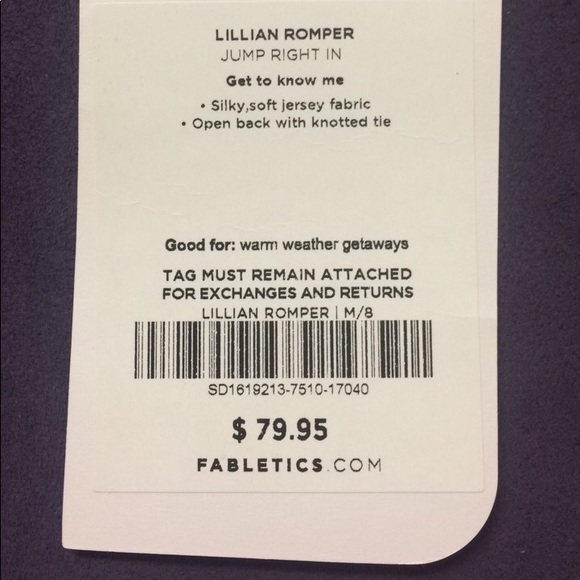 LILLIAN ROMPER
JUMP RIGHT IN
Get to know me
• Silky,soft jersey fabric
• Open back with knotted tie
Good for: warm weather getaways
TAG MUST REMAIN ATTACHED
FOR EXCHANGES AND RETURNS
LILLIAN ROMPER | M/8
SD1619213-7510-17040
$ 79.95
FABLETICS.COM